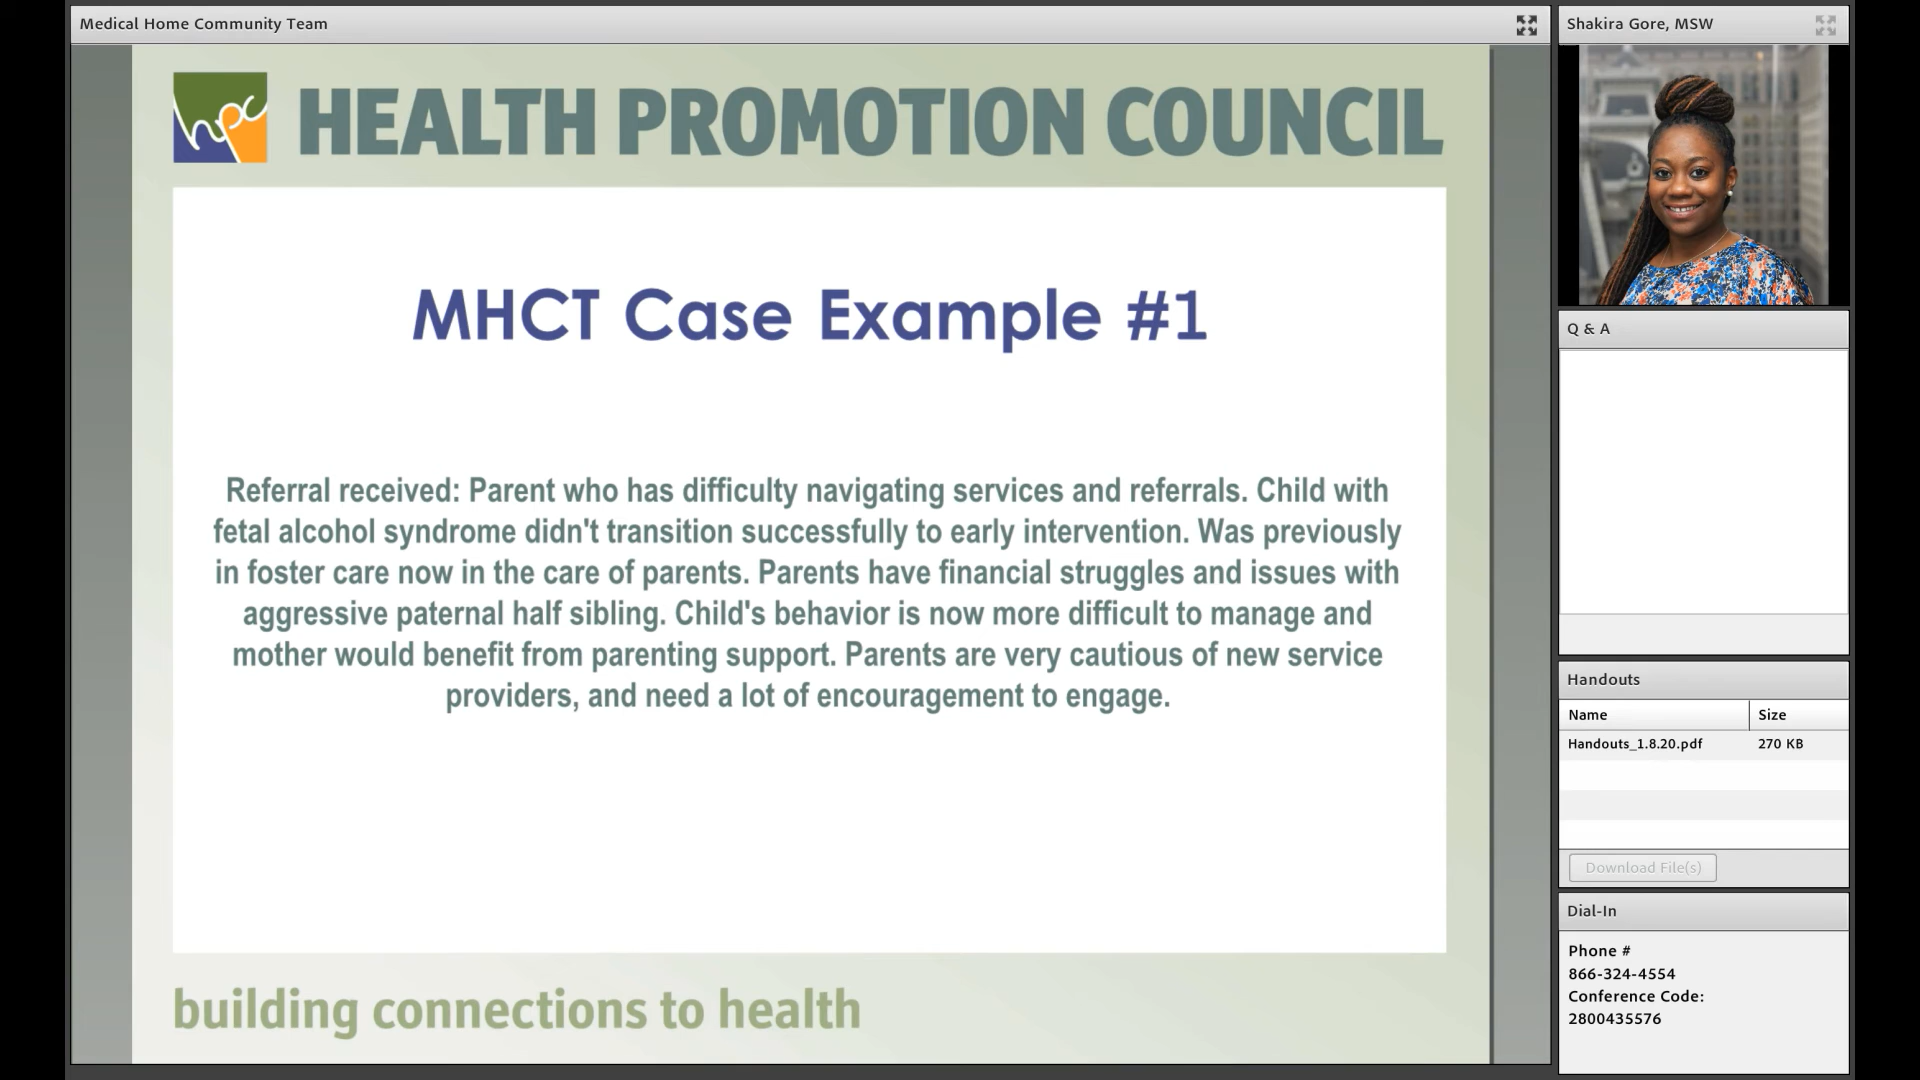 Medical Home Community Team
hpc
HEALTH PROMOTION COUNCIL
MHCT Case Example #1
Referral received: Parent who has difficulty navigating services and referrals. Child with
fetal alcohol syndrome didn't transition successfully to early intervention. Was previously
in foster care now in the care of parents. Parents have financial struggles and issues with
aggressive paternal half sibling. Child's behavior is now more difficult to manage and
mother would benefit from parenting support. Parents are very cautious of new service
providers, and need a lot of encouragement to engage.
building connections to health
Shakira Gore, MSW
Q & A
Handouts
Name Size
Handouts_1.8.20.pdf 270 KB
Download File(s)
Dial-In
Phone #
866-324-4554
Conference Code:
2800435576